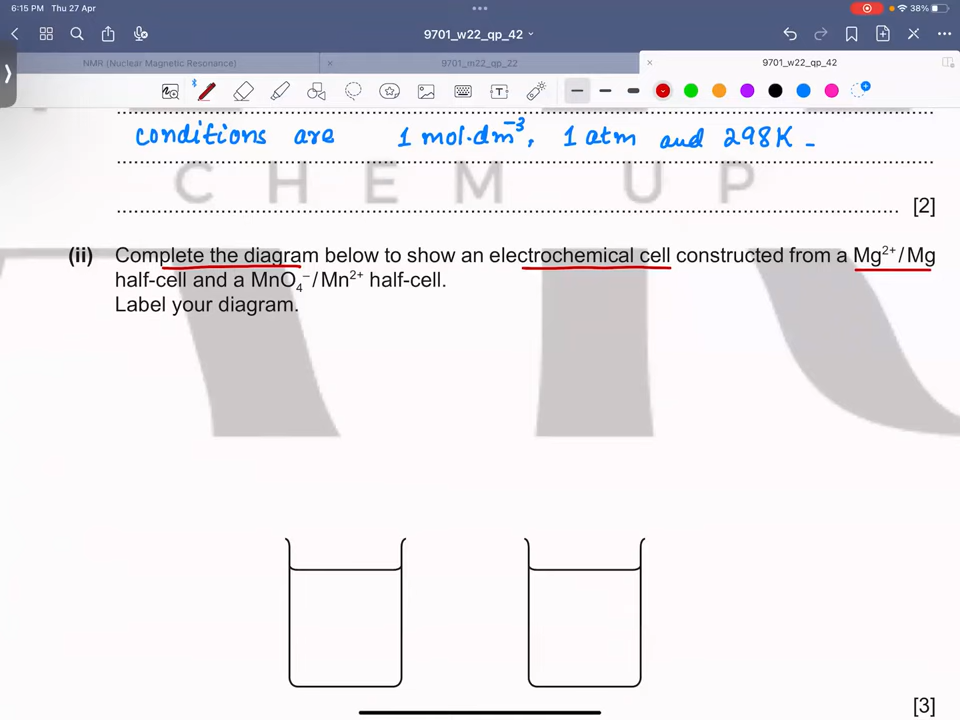 6:15 PM Thu 27 Apr
38%
9701_w22_qp_42
NMR (Nuclear Magnetic Resonance)
9701_m22_qp_22
9701_w22_qp_42
conditions are 1 mol.dm⁻³, 1 atm and 298K -
CHEM UP
[2]
(ii) Complete the diagram below to show an electrochemical cell constructed from a Mg²⁺/Mg
half-cell and a MnO₄⁻/Mn²⁺ half-cell.
Label your diagram.
[3]